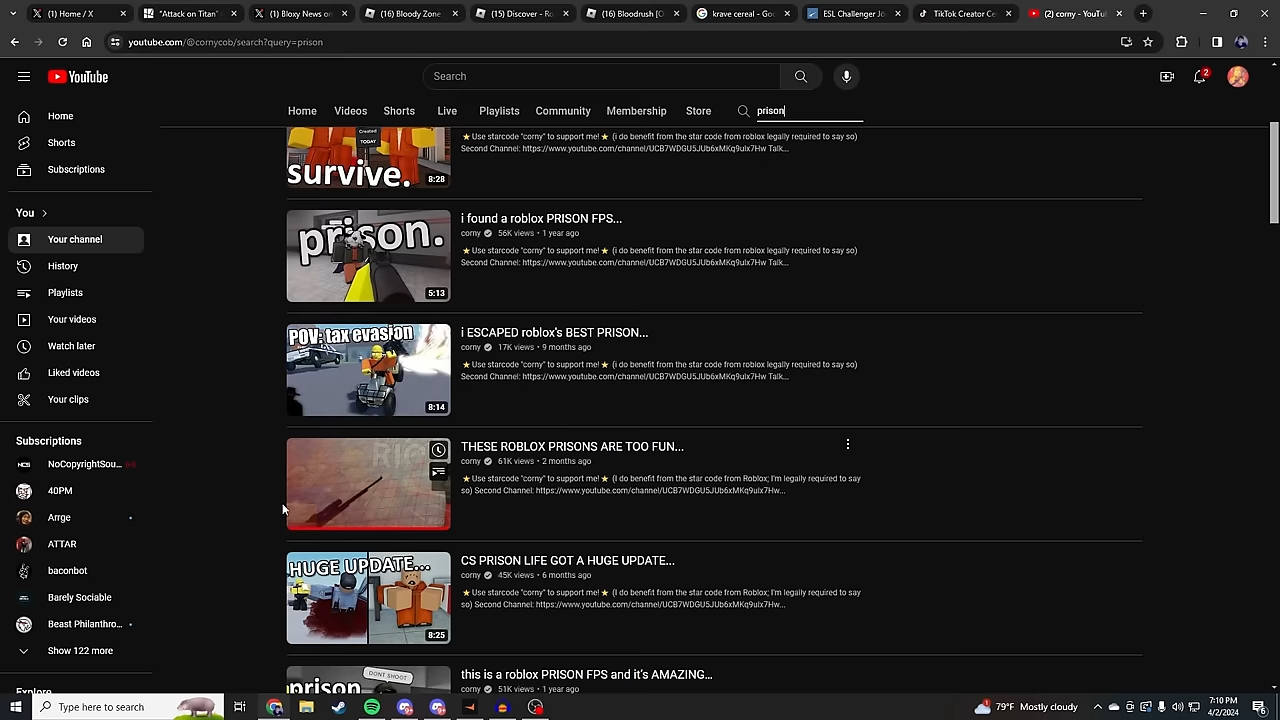 (1) Home / X
"Attack on Titan"
(1) Bloxy News on
(16) Bloody Zone
(15) Discover - Ro
(16) Bloodrush [O
krave cereal - Goo
ESL Challenger Jö
TikTok Creator Ce
(2) corny - YouTu
youtube.com/@cornycob/search?query=prison
YouTube
Search
2
Home
Videos
Shorts
Live
Playlists
Community
Membership
Store
prison
Home
Shorts
Subscriptions
You
Your channel
History
Playlists
Your videos
Watch later
Liked videos
Your clips
Subscriptions
NoCopyrightSou...
40PM
Arrge
ATTAR
baconbot
Barely Sociable
Beast Philanthro...
Show 122 more
Explore
Created
TODAY
survive.
8:28
★Use starcode "corny" to support me!★ (i do benefit from the star code from roblox legally required to say so)
Second Channel: https://www.youtube.com/channel/UCB7WDGU5JUb6xMKq9ulx7Hw Talk...
prison.
5:13
i found a roblox PRISON FPS...
corny 56K views • 1 year ago
★Use starcode "corny" to support me!★ (i do benefit from the star code from roblox legally required to say so)
Second Channel: https://www.youtube.com/channel/UCB7WDGU5JUb6xMKq9ulx7Hw Talk...
POV: tax evasion
8:14
i ESCAPED roblox's BEST PRISON...
corny 17K views • 9 months ago
★Use starcode "corny" to support me!★ (i do benefit from the star code from roblox legally required to say so)
Second Channel: https://www.youtube.com/channel/UCB7WDGU5JUb6xMKq9ulx7Hw Talk...
THESE ROBLOX PRISONS ARE TOO FUN...
corny 61K views • 2 months ago
★Use starcode "corny" to support me!★ (I do benefit from the star code from Roblox; I'm legally required to say
so) Second Channel: https://www.youtube.com/channel/UCB7WDGU5JUb6xMKq9ulx7Hw...
HUGE UPDATE...
8:25
CS PRISON LIFE GOT A HUGE UPDATE...
corny 45K views • 6 months ago
★Use starcode "corny" to support me!★ (I do benefit from the star code from Roblox; I'm legally required to say
so) Second Channel: https://www.youtube.com/channel/UCB7WDGU5JUb6xMKq9ulx7Hw...
DONT SHOOT
prison
this is a roblox PRISON FPS and it's AMAZING...
corny 51K views • 1 year ago
Type here to search
79°F Mostly cloudy
7:10 PM
4/2/2024